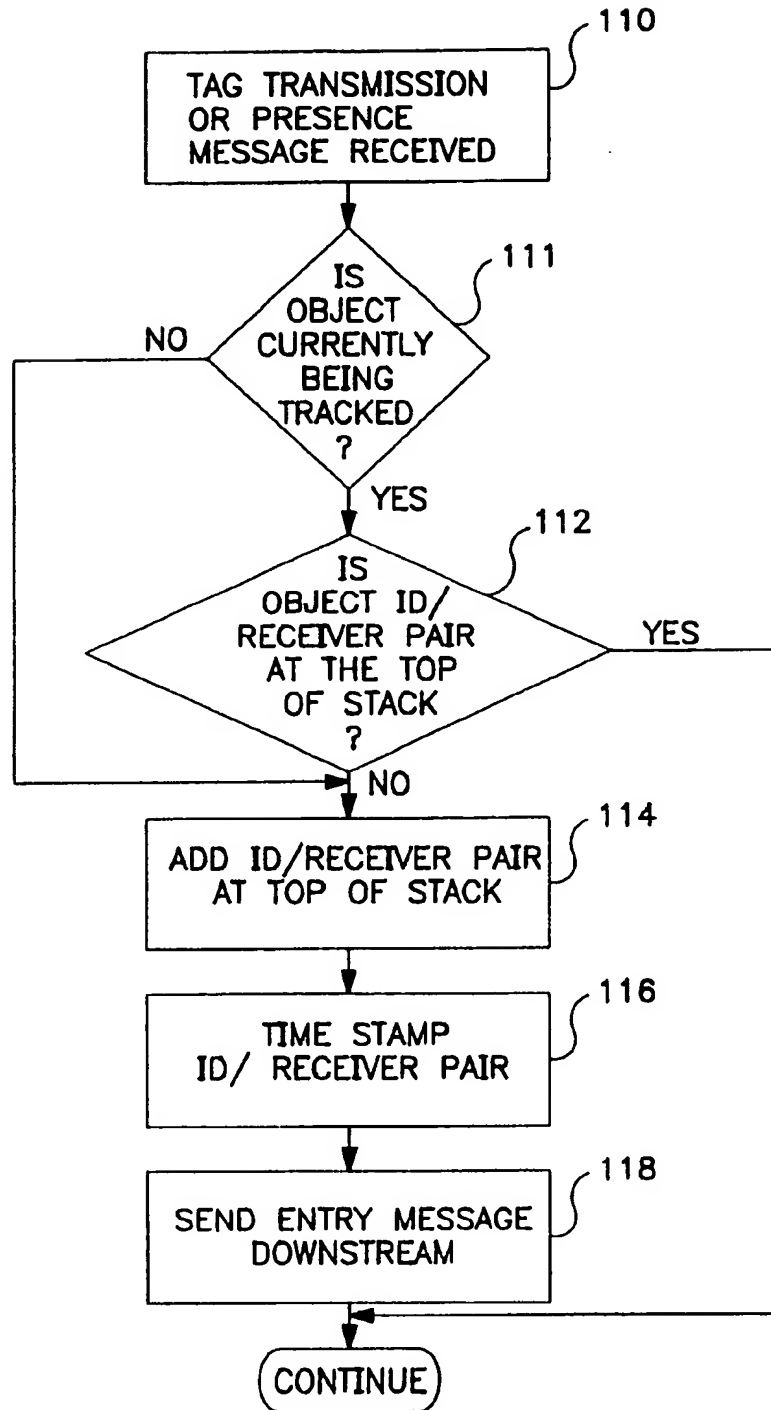 110
TAG TRANSMISSION
OR PRESENCE
MESSAGE RECEIVED
111
IS
OBJECT
CURRENTLY
BEING
TRACKED
?
NO
YES
112
IS
OBJECT ID/
RECEIVER PAIR
AT THE TOP
OF STACK
?
YES
NO
114
ADD ID/RECEIVER PAIR
AT TOP OF STACK
116
TIME STAMP
ID/ RECEIVER PAIR
118
SEND ENTRY MESSAGE
DOWNSTREAM
CONTINUE